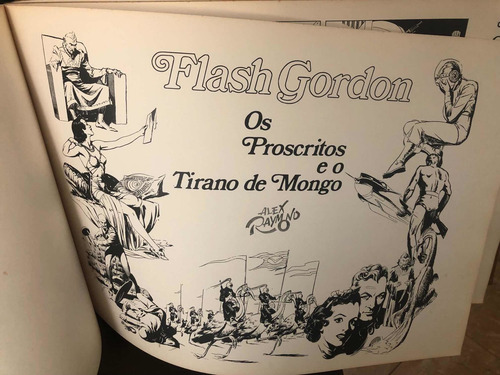 Flash Gordon
Os
Proscritos
e o
Tirano de Mongo
ALEX
RAYMOND